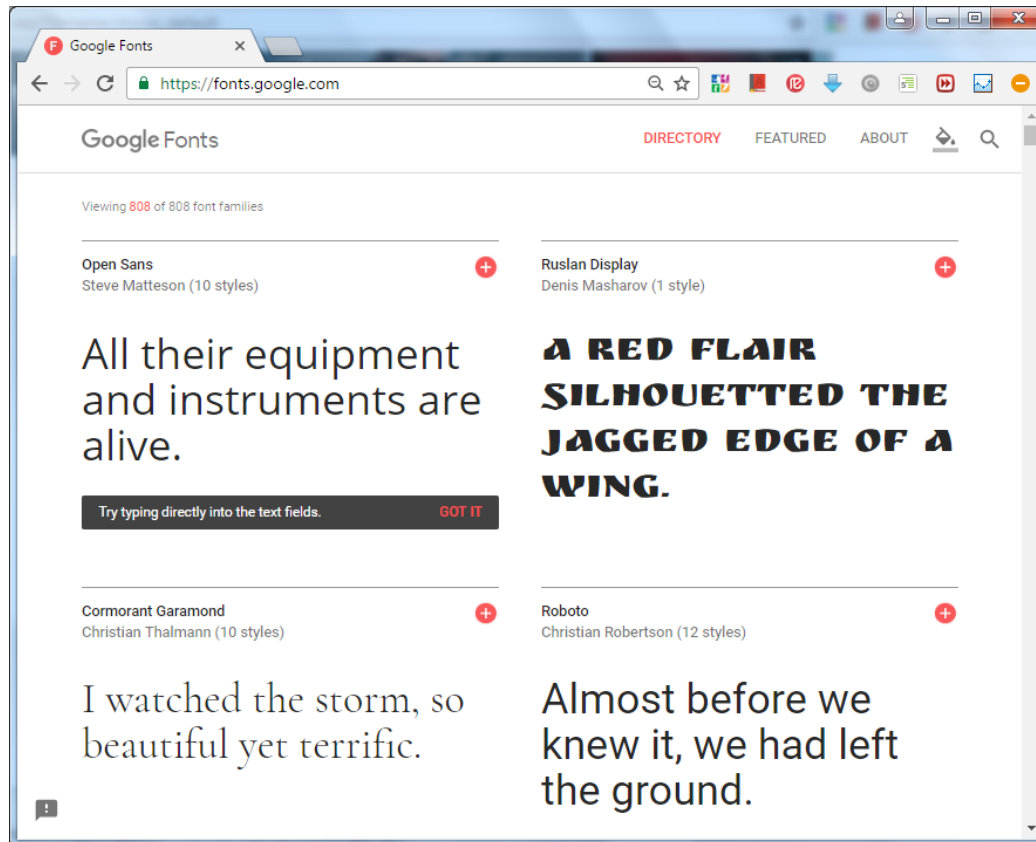 Google Fonts
https://fonts.google.com
Google Fonts
DIRECTORY
FEATURED
ABOUT
Viewing 808 of 808 font families
Open Sans
Steve Matteson (10 styles)
All their equipment
and instruments are
alive.
Try typing directly into the text fields.
GOT IT
Ruslan Display
Denis Masharov (1 style)
A RED FLAIR
SILHOUETTED THE
JAGGED EDGE OF A
WING.
Cormorant Garamond
Christian Thalmann (10 styles)
I watched the storm, so
beautiful yet terrific.
Roboto
Christian Robertson (12 styles)
Almost before we
knew it, we had left
the ground.